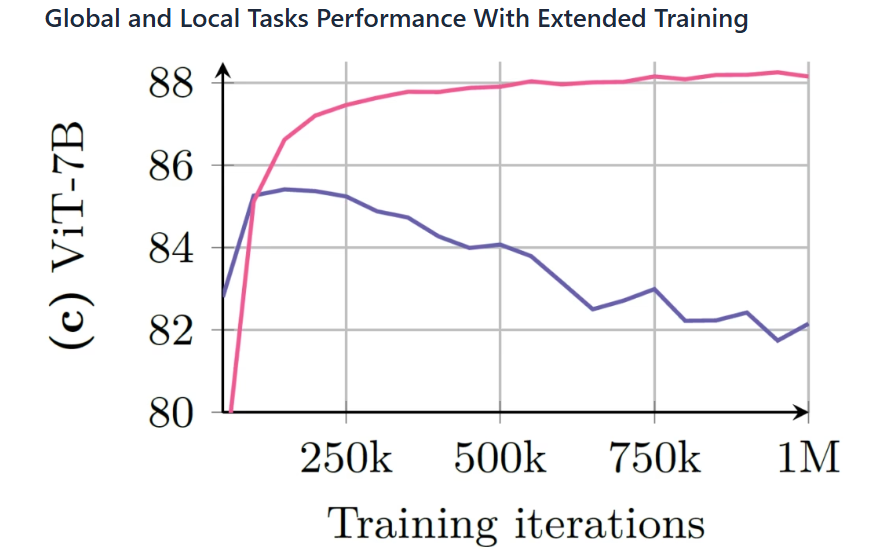 Global and Local Tasks Performance With Extended Training
88
86
84
82
80
(c) ViT-7B
250k 500k 750k 1M
Training iterations